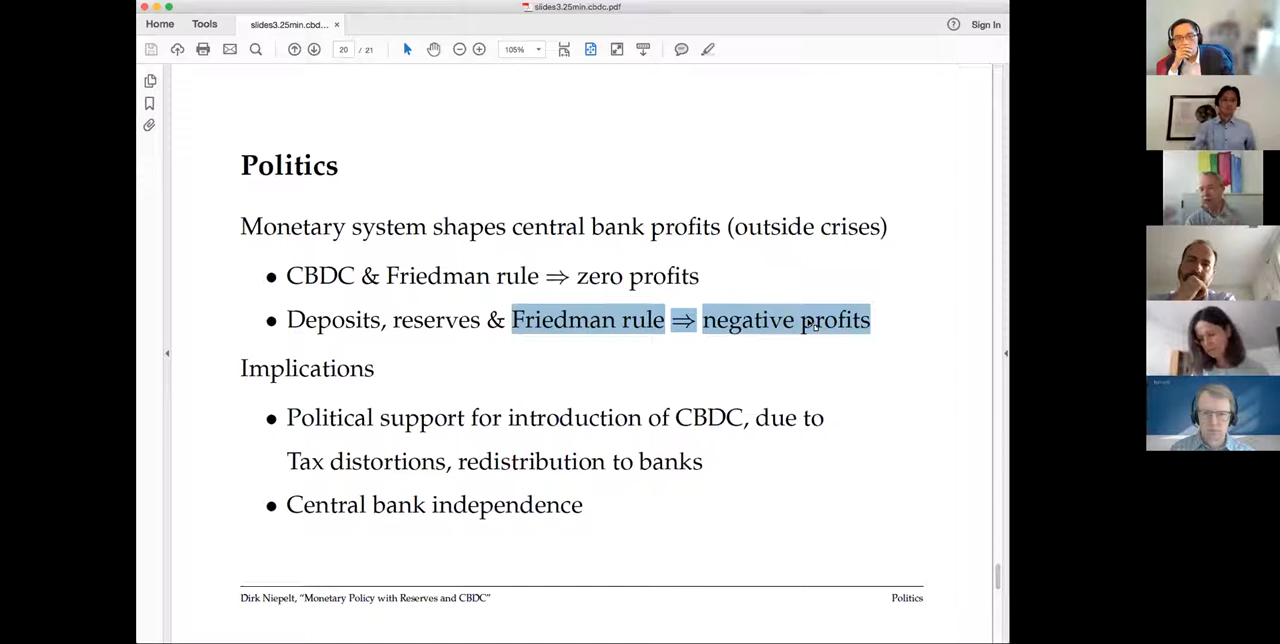 slides3.25min.cbdc.pdf
Home Tools slides3.25min.cbd... × Sign In
20 / 21 105%
Politics
Monetary system shapes central bank profits (outside crises)
• CBDC & Friedman rule ⇒ zero profits
• Deposits, reserves & Friedman rule ⇒ negative profits
Implications
• Political support for introduction of CBDC, due to
Tax distortions, redistribution to banks
• Central bank independence
Dirk Niepelt, “Monetary Policy with Reserves and CBDC” Politics